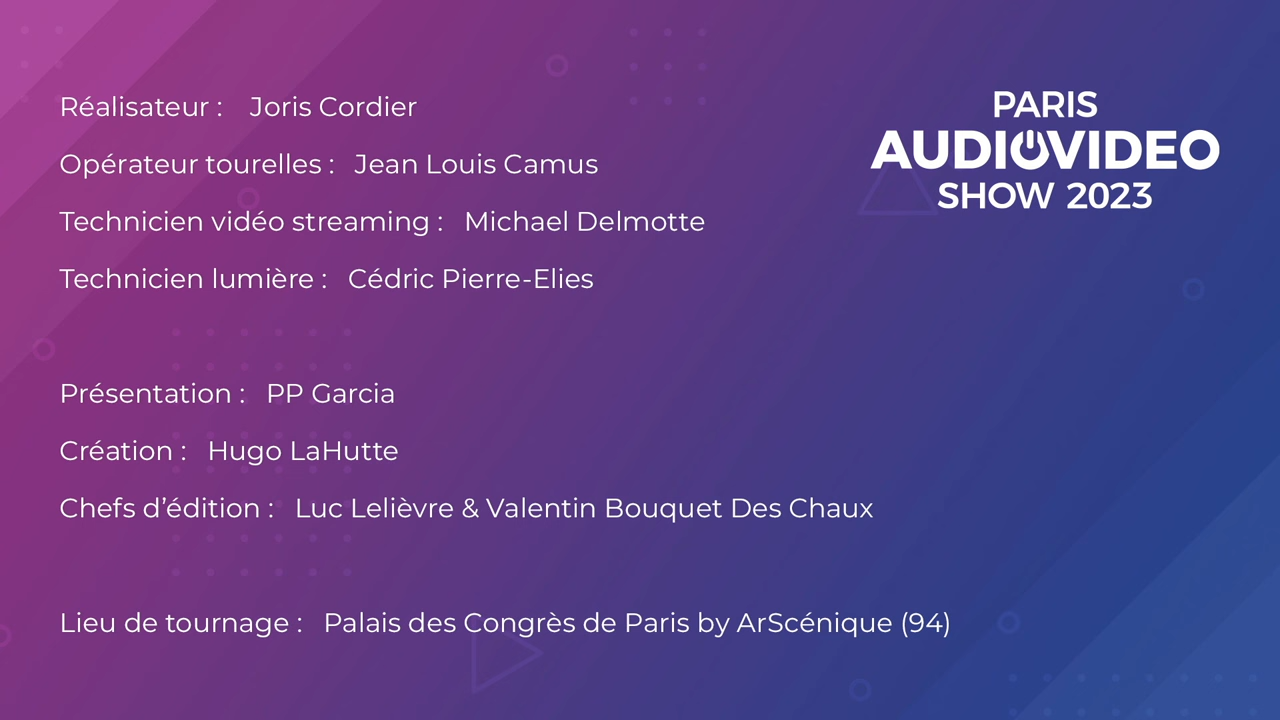 Réalisateur : Joris Cordier
Opérateur tourelles : Jean Louis Camus
Technicien vidéo streaming : Michael Delmotte
Technicien lumière : Cédric Pierre-Elies
Présentation : PP Garcia
Création : Hugo LaHutte
Chefs d’édition : Luc Lelièvre & Valentin Bouquet Des Chaux
Lieu de tournage : Palais des Congrès de Paris by ArScénique (94)
PARIS
AUDIOVIDEO
SHOW 2023